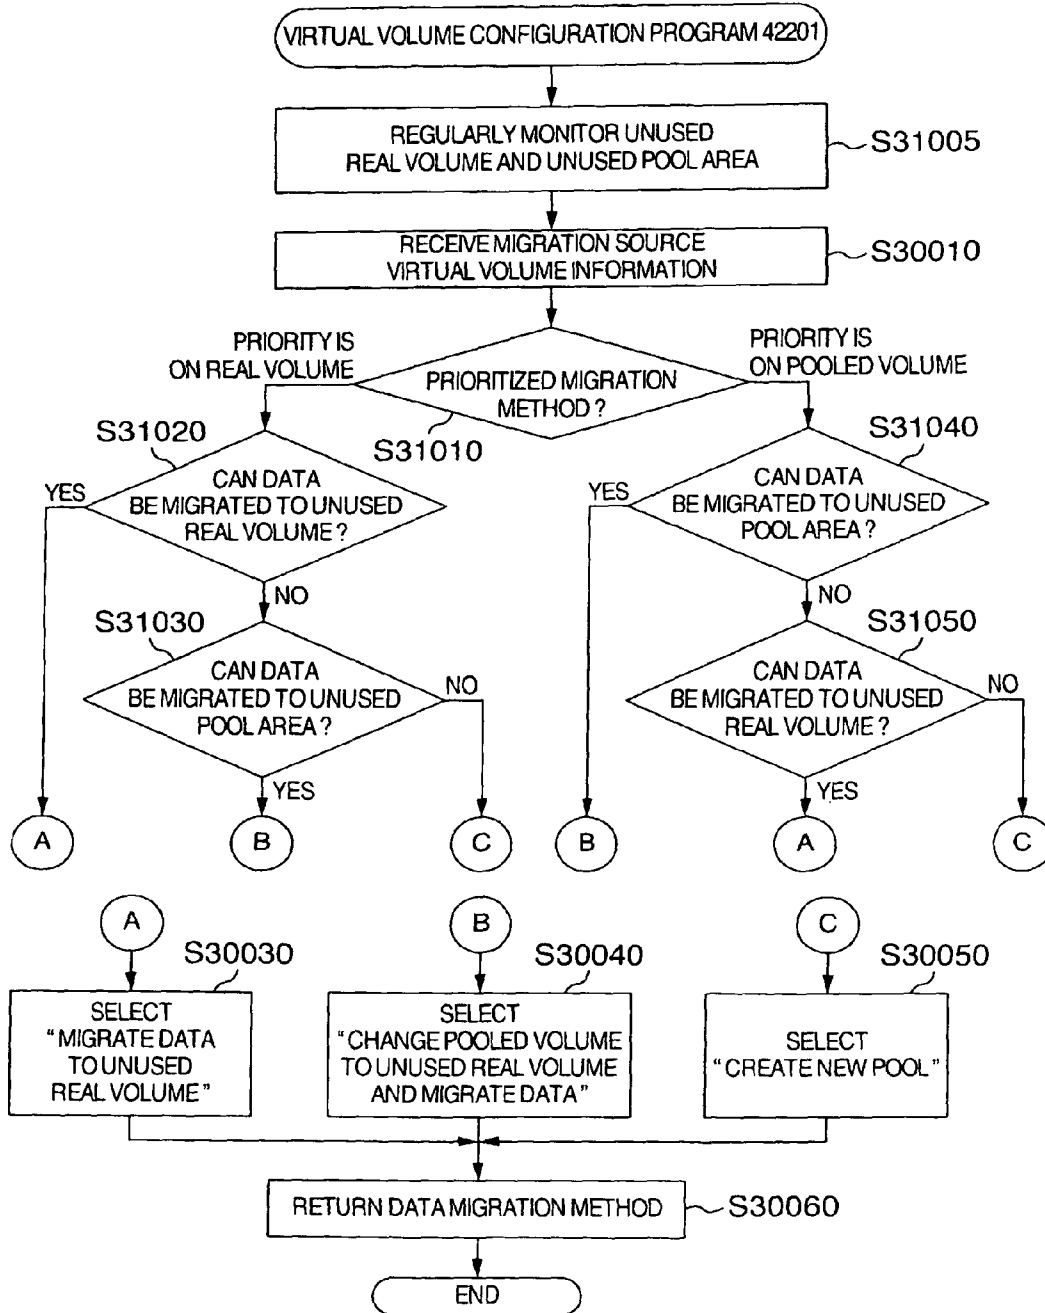 VIRTUAL VOLUME CONFIGURATION PROGRAM 42201
REGULARLY MONITOR UNUSED
REAL VOLUME AND UNUSED POOL AREA
S31005
RECEIVE MIGRATION SOURCE
VIRTUAL VOLUME INFORMATION
S30010
PRIORITY IS
ON REAL VOLUME
PRIORITIZED MIGRATION
METHOD ?
S31010
PRIORITY IS
ON POOLED VOLUME
S31020
CAN DATA
BE MIGRATED TO UNUSED
REAL VOLUME ?
YES
NO
S31040
CAN DATA
BE MIGRATED TO UNUSED
POOL AREA ?
YES
NO
S31030
CAN DATA
BE MIGRATED TO UNUSED
POOL AREA ?
NO
YES
S31050
CAN DATA
BE MIGRATED TO UNUSED
REAL VOLUME ?
NO
YES
A
B
C
B
A
C
A
B
C
S30030
SELECT
"MIGRATE DATA
TO UNUSED
REAL VOLUME"
S30040
SELECT
"CHANGE POOLED VOLUME
TO UNUSED REAL VOLUME
AND MIGRATE DATA"
S30050
SELECT
"CREATE NEW POOL"
RETURN DATA MIGRATION METHOD
S30060
END